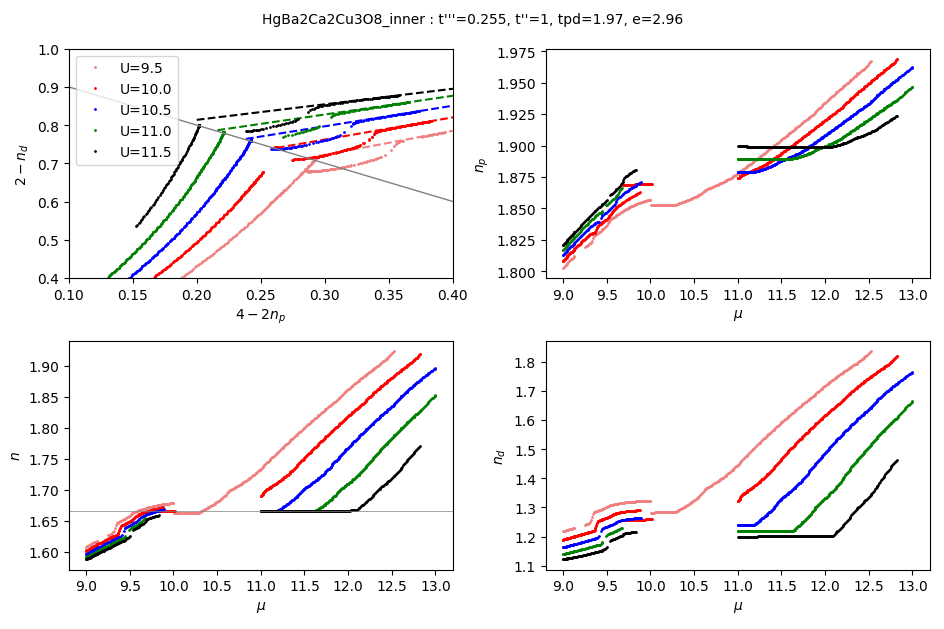 HgBa2Ca2Cu3O8_inner : t'''=0.255, t''=1, tpd=1.97, e=2.96
1.0
0.9
0.8
0.7
0.6
0.5
0.4
2 − n_d
U=9.5
U=10.0
U=10.5
U=11.0
U=11.5
0.10 0.15 0.20 0.25 0.30 0.35 0.40
4 − 2n_p
1.975
1.950
1.925
1.900
1.875
1.850
1.825
1.800
n_p
9.0 9.5 10.0 10.5 11.0 11.5 12.0 12.5 13.0
μ
1.90
1.85
1.80
1.75
1.70
1.65
1.60
n
9.0 9.5 10.0 10.5 11.0 11.5 12.0 12.5 13.0
μ
1.8
1.7
1.6
1.5
1.4
1.3
1.2
1.1
n_d
9.0 9.5 10.0 10.5 11.0 11.5 12.0 12.5 13.0
μ